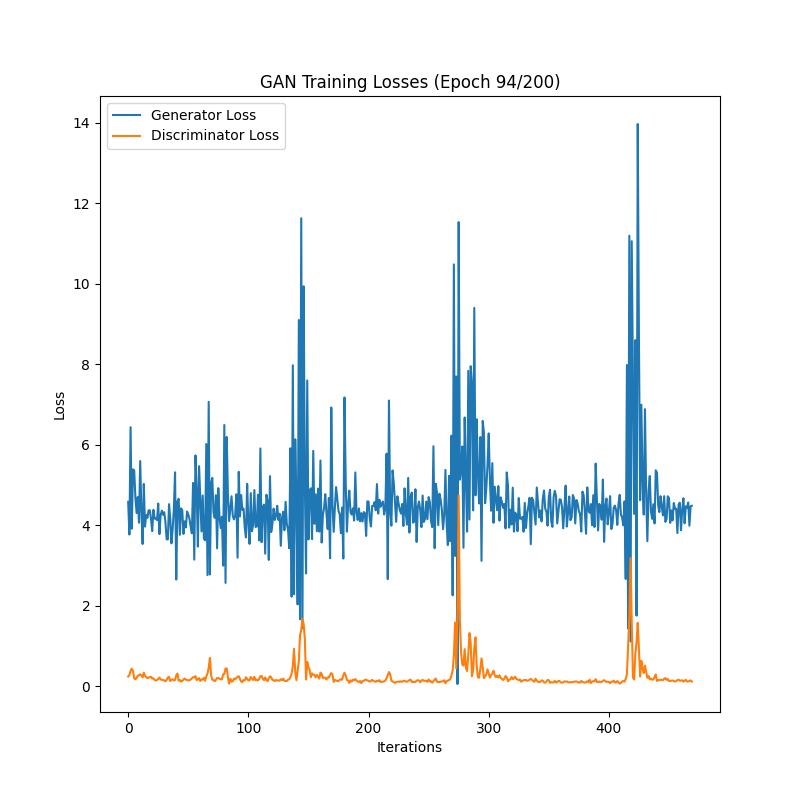 GAN Training Losses (Epoch 94/200)
Generator Loss
Discriminator Loss
14
12
10
8
6
4
2
0
Loss
0
100
200
300
400
Iterations